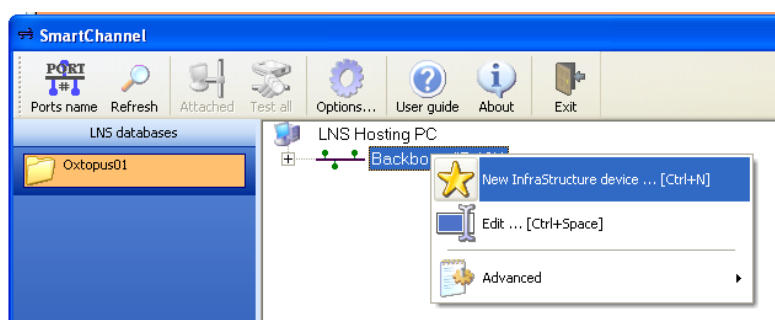 SmartChannel
PORT
#
Ports name Refresh Attached Test all Options... User guide About Exit
LNS databases
LNS Hosting PC
Oxtopus01
New InfraStructure device ... [Ctrl+N]
Edit ... [Ctrl+Space]
Advanced